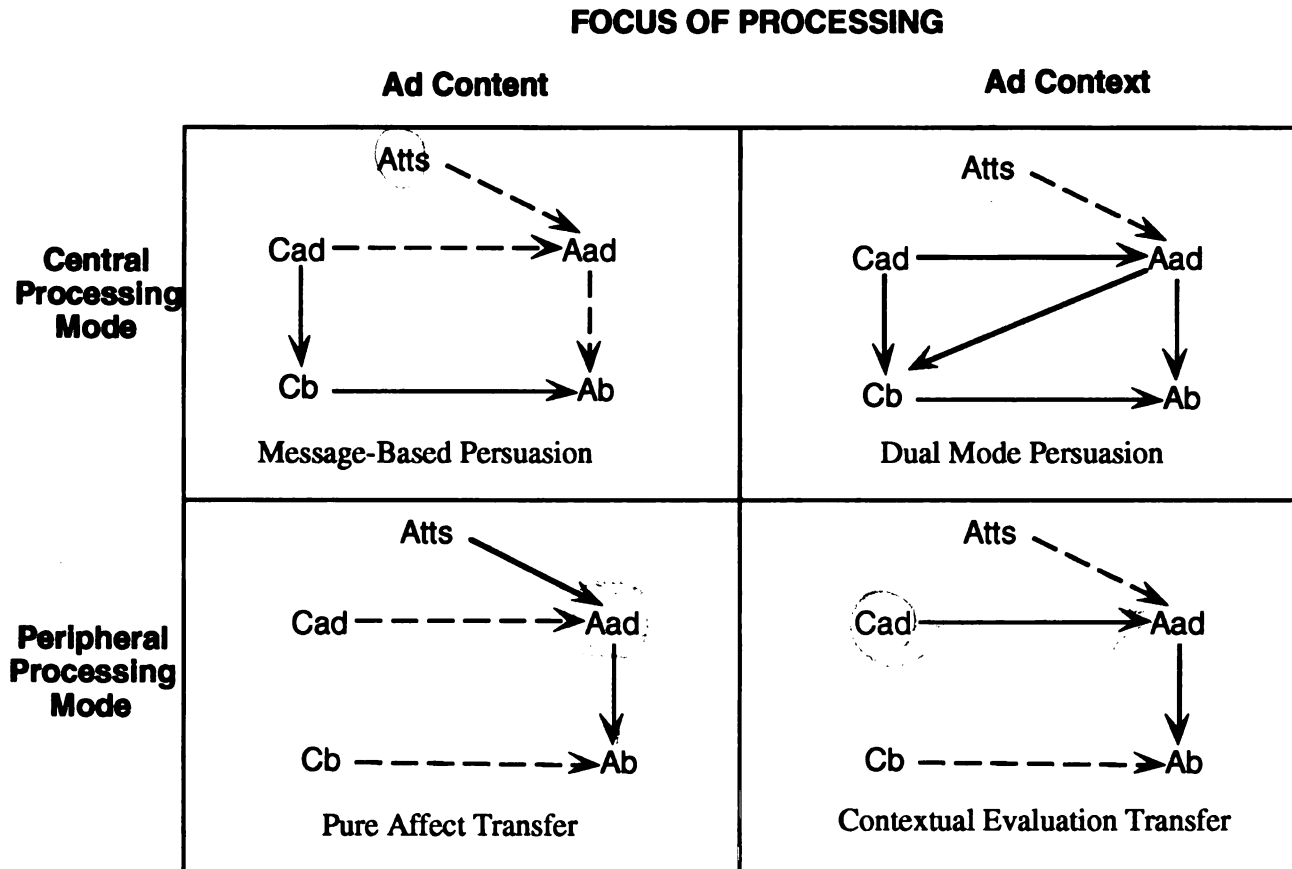 FOCUS OF PROCESSING
Ad Content
Ad Context
Central
Processing
Mode
Atts
Cad
Aad
Cb
Ab
Message-Based Persuasion
Atts
Cad
Aad
Cb
Ab
Dual Mode Persuasion
Peripheral
Processing
Mode
Atts
Cad
Aad
Cb
Ab
Pure Affect Transfer
Atts
Cad
Aad
Cb
Ab
Contextual Evaluation Transfer